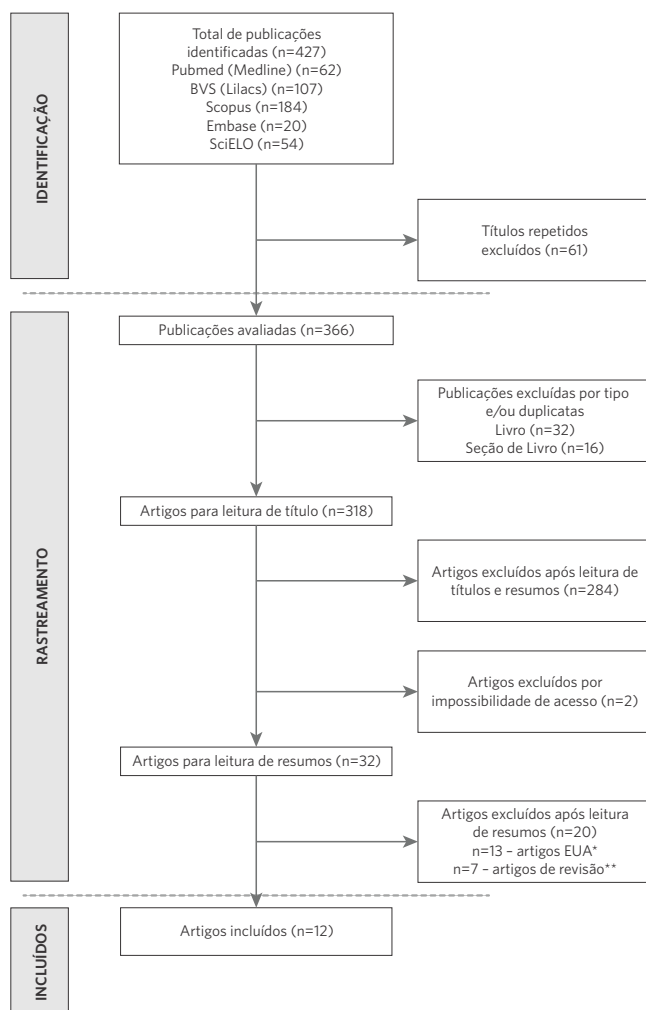 IDENTIFICAÇÃO
Total de publicações
identificadas (n=427)
Pubmed (Medline) (n=62)
BVS (Lilacs) (n=107)
Scopus (n=184)
Embase (n=20)
SciELO (n=54)
Títulos repetidos
excluídos (n=61)
RASTREAMENTO
Publicações avaliadas (n=366)
Publicações excluídas por tipo
e/ou duplicatas
Livro (n=32)
Seção de Livro (n=16)
Artigos para leitura de título (n=318)
Artigos excluídos após leitura de
títulos e resumos (n=284)
Artigos excluídos por
impossibilidade de acesso (n=2)
Artigos para leitura de resumos (n=32)
Artigos excluídos após leitura
de resumos (n=20)
n=13 – artigos EUA*
n=7 – artigos de revisão**
INCLUÍDOS
Artigos incluídos (n=12)